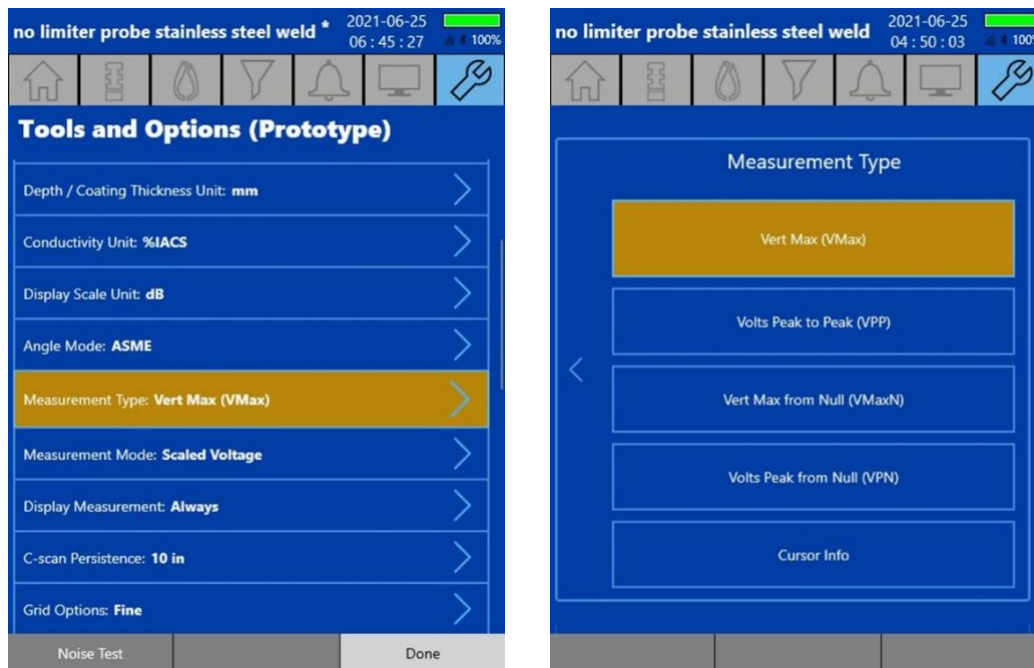 no limiter probe stainless steel weld *
2021-06-25
06 : 45 : 27
100%
Tools and Options (Prototype)
Depth / Coating Thickness Unit: mm
Conductivity Unit: %IACS
Display Scale Unit: dB
Angle Mode: ASME
Measurement Type: Vert Max (VMax)
Measurement Mode: Scaled Voltage
Display Measurement: Always
C-scan Persistence: 10 in
Grid Options: Fine
Noise Test
Done
no limiter probe stainless steel weld
2021-06-25
04 : 50 : 03
100%
Measurement Type
Vert Max (VMax)
Volts Peak to Peak (VPP)
Vert Max from Null (VMaxN)
Volts Peak from Null (VPN)
Cursor Info